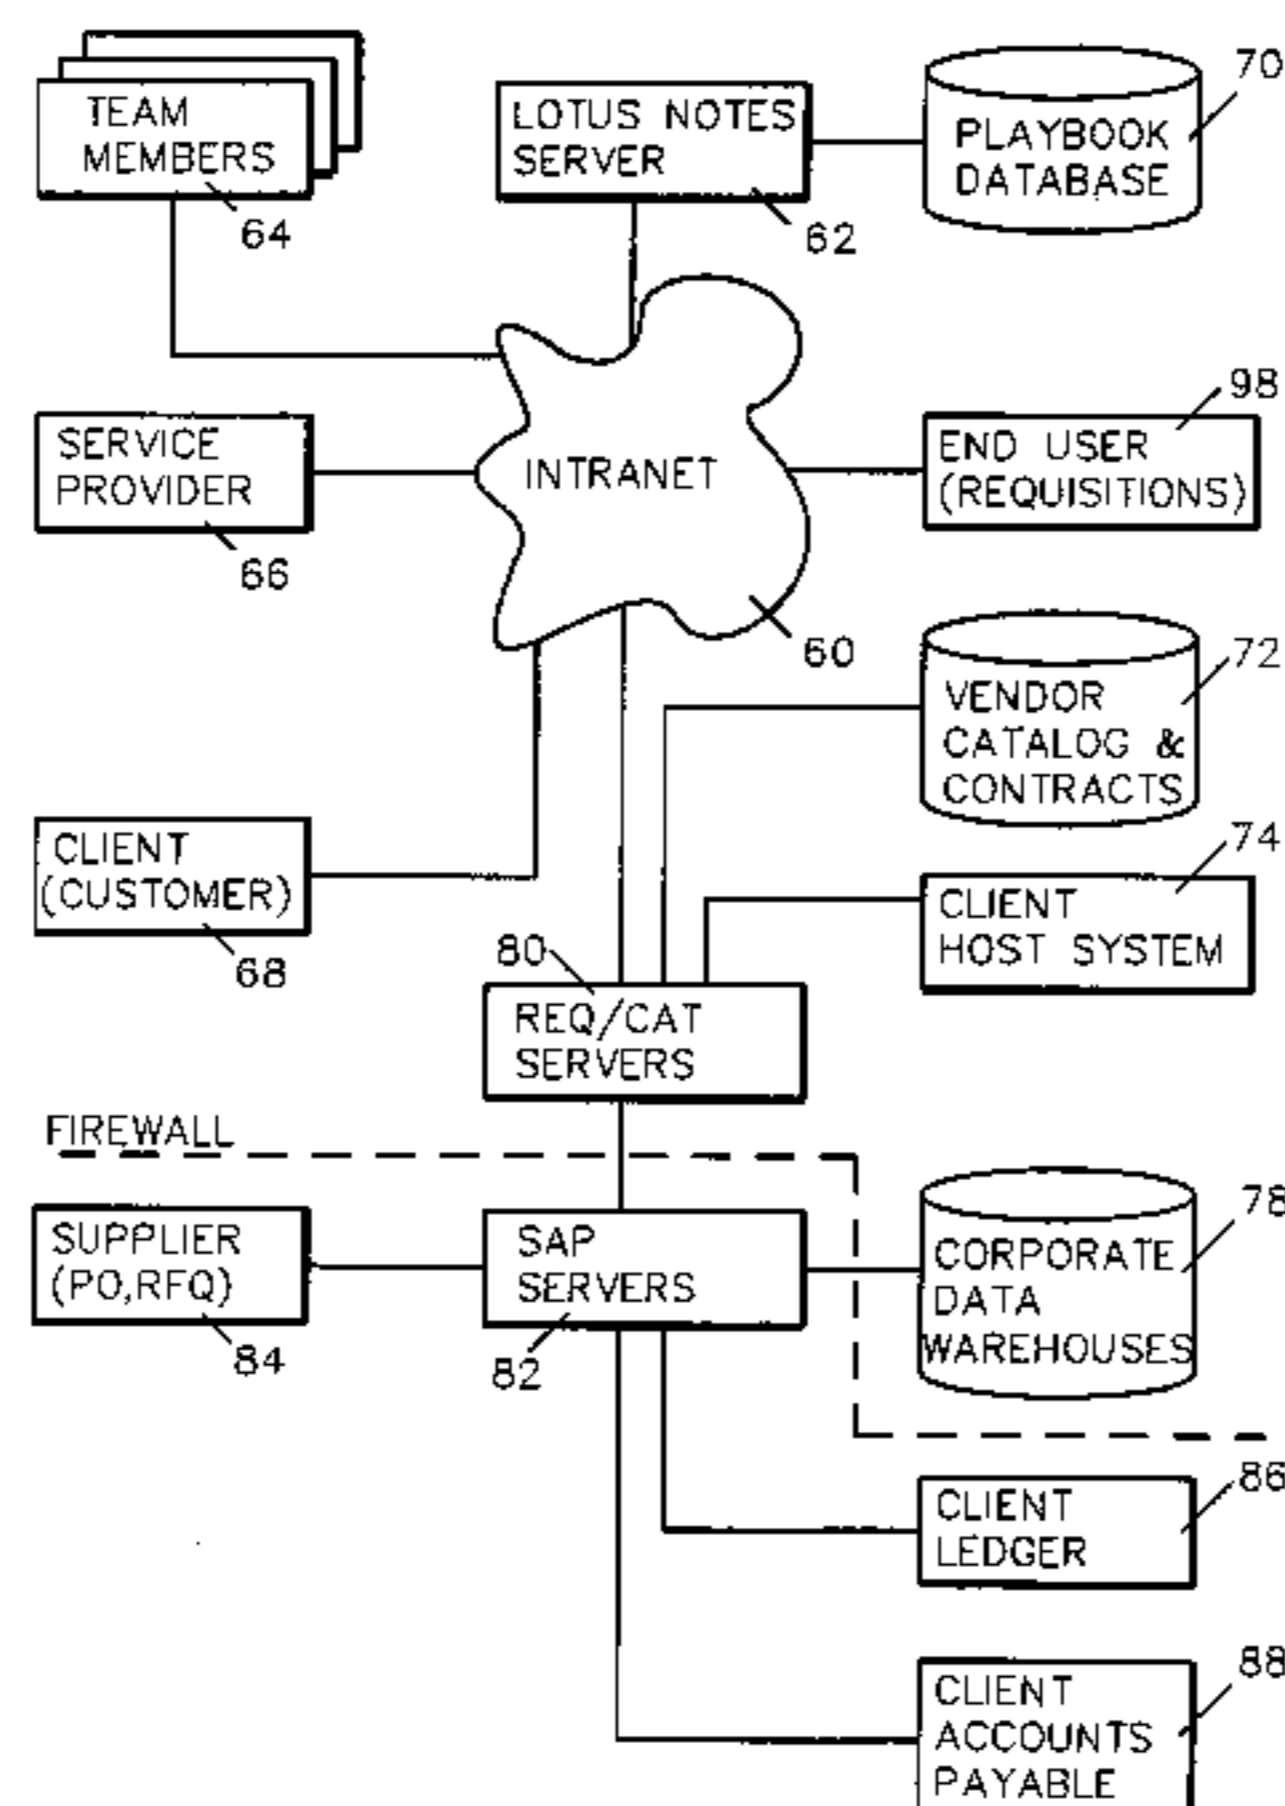 TEAM
MEMBERS
64
LOTUS NOTES
SERVER
62
PLAYBOOK
DATABASE
70
SERVICE
PROVIDER
66
INTRANET
60
END USER
(REQUISITIONS)
98
VENDOR
CATALOG &
CONTRACTS
72
CLIENT
(CUSTOMER)
68
CLIENT
HOST SYSTEM
74
80
REQ/CAT
SERVERS
FIREWALL
SUPPLIER
(PO,RFQ)
84
SAP
SERVERS
82
CORPORATE
DATA
WAREHOUSES
78
CLIENT
LEDGER
86
CLIENT
ACCOUNTS
PAYABLE
88